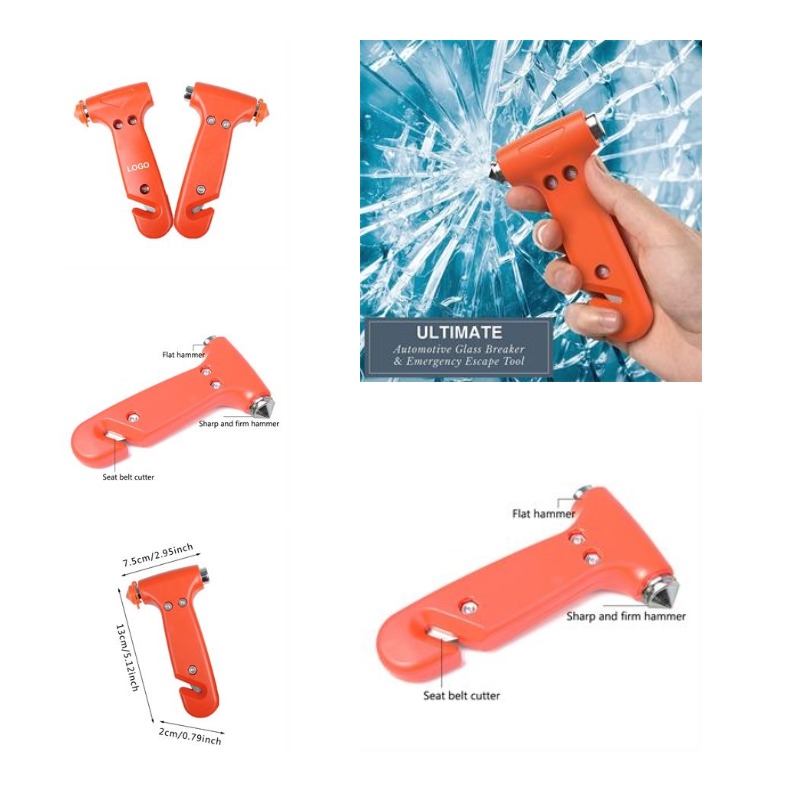 LOGO
ULTIMATE
Automotive Glass Breaker
& Emergency Escape Tool
Flat hammer
Sharp and firm hammer
Seat belt cutter
7.5cm/2.95inch
13cm/5.12inch
2cm/0.79inch
Flat hammer
Sharp and firm hammer
Seat belt cutter